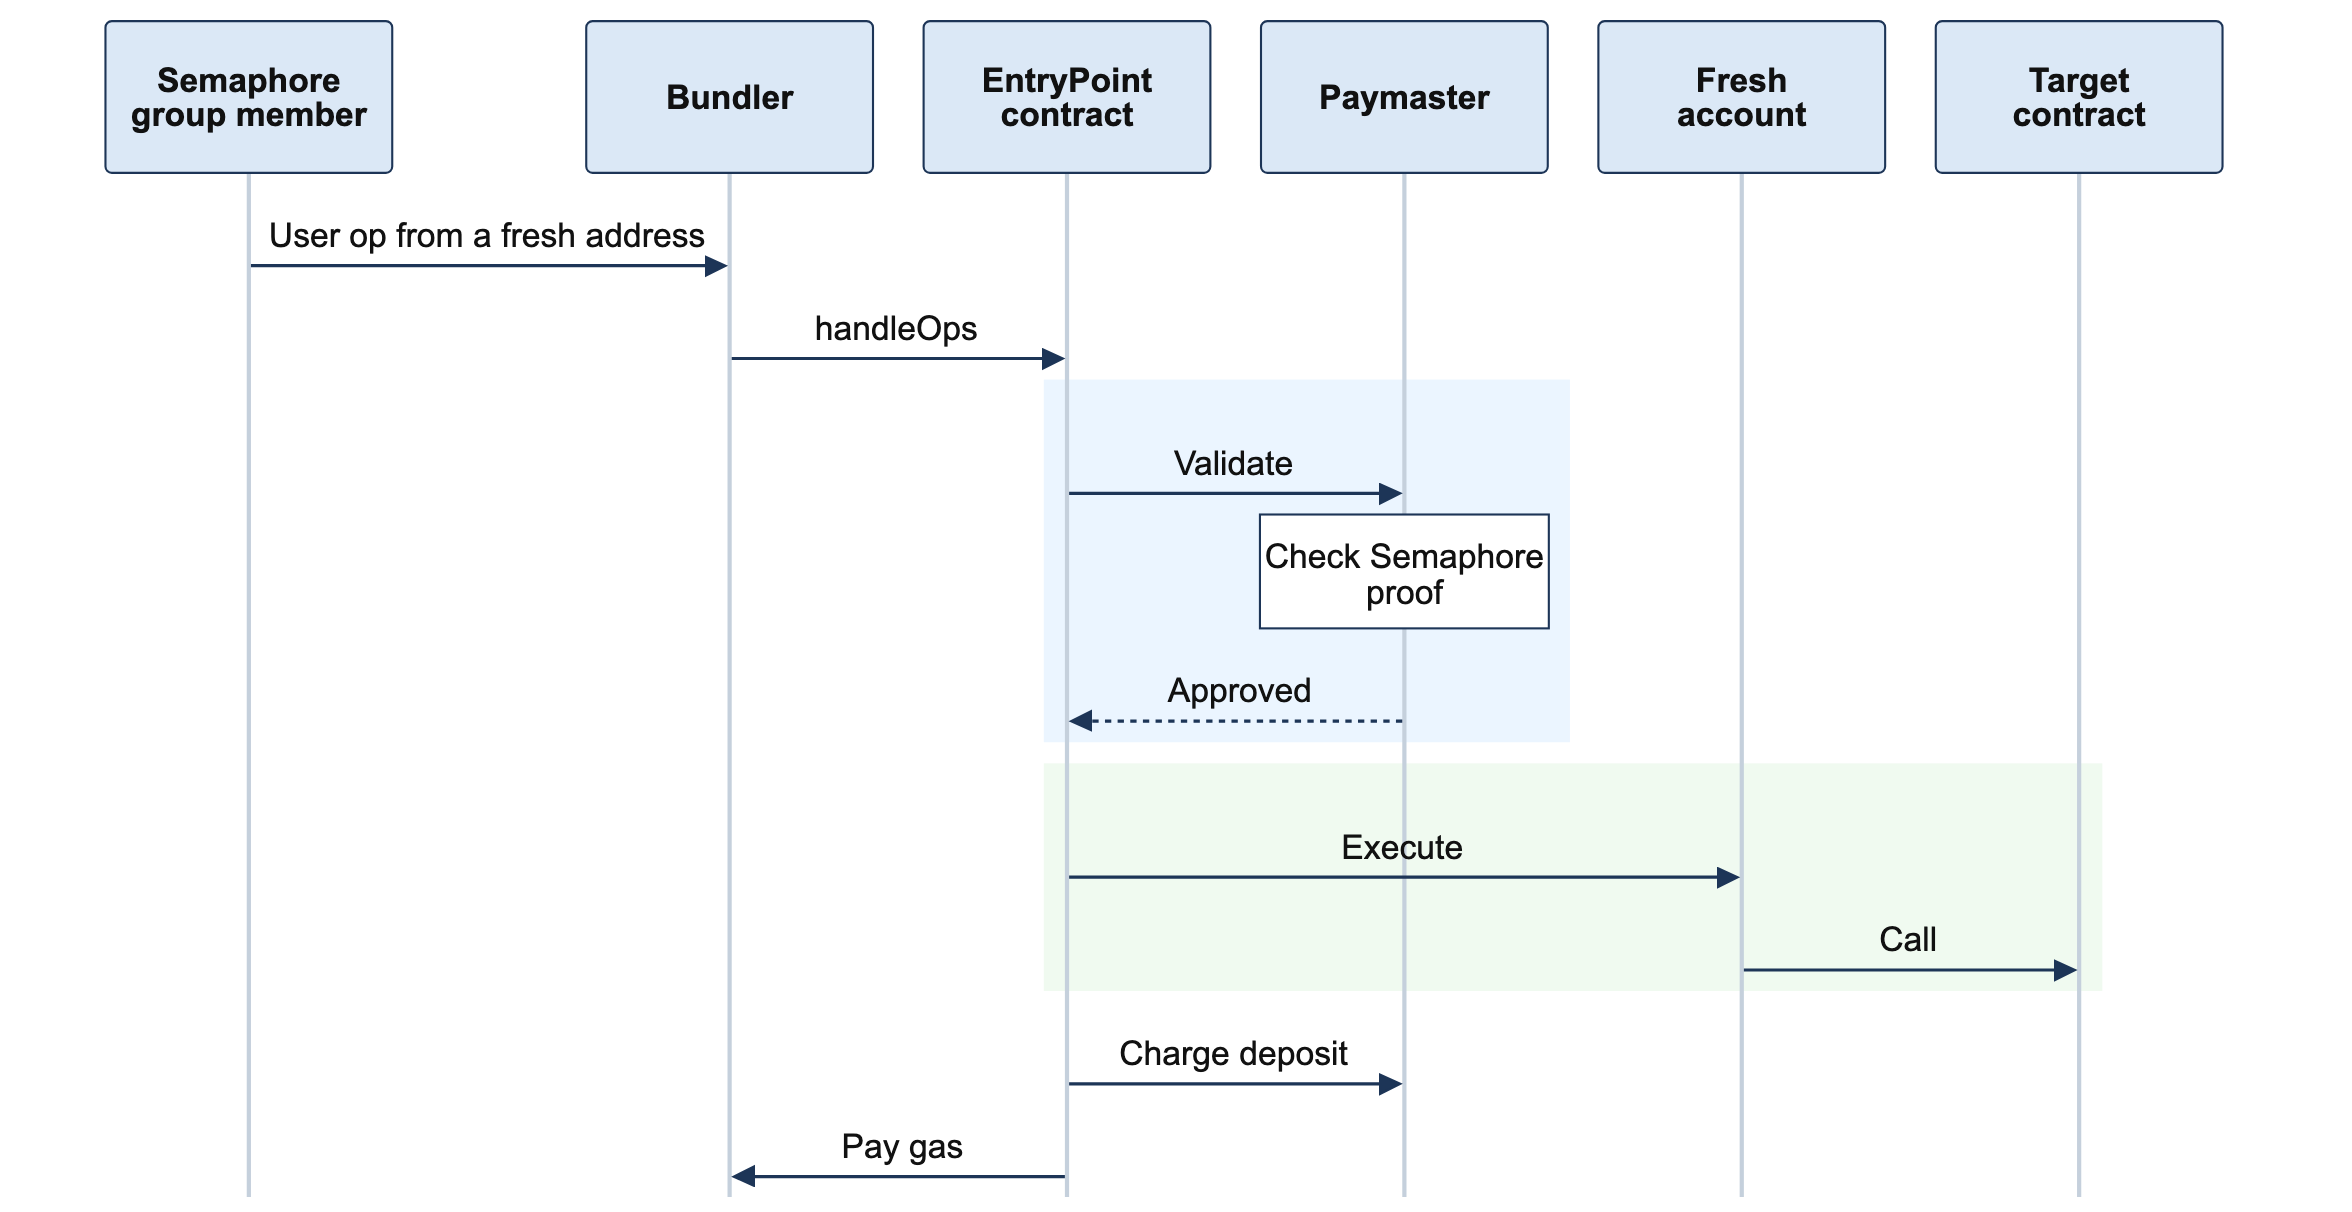 Semaphore
group member
Bundler
EntryPoint
contract
Paymaster
Fresh
account
Target
contract
User op from a fresh address
handleOps
Validate
Check Semaphore
proof
Approved
Execute
Call
Charge deposit
Pay gas